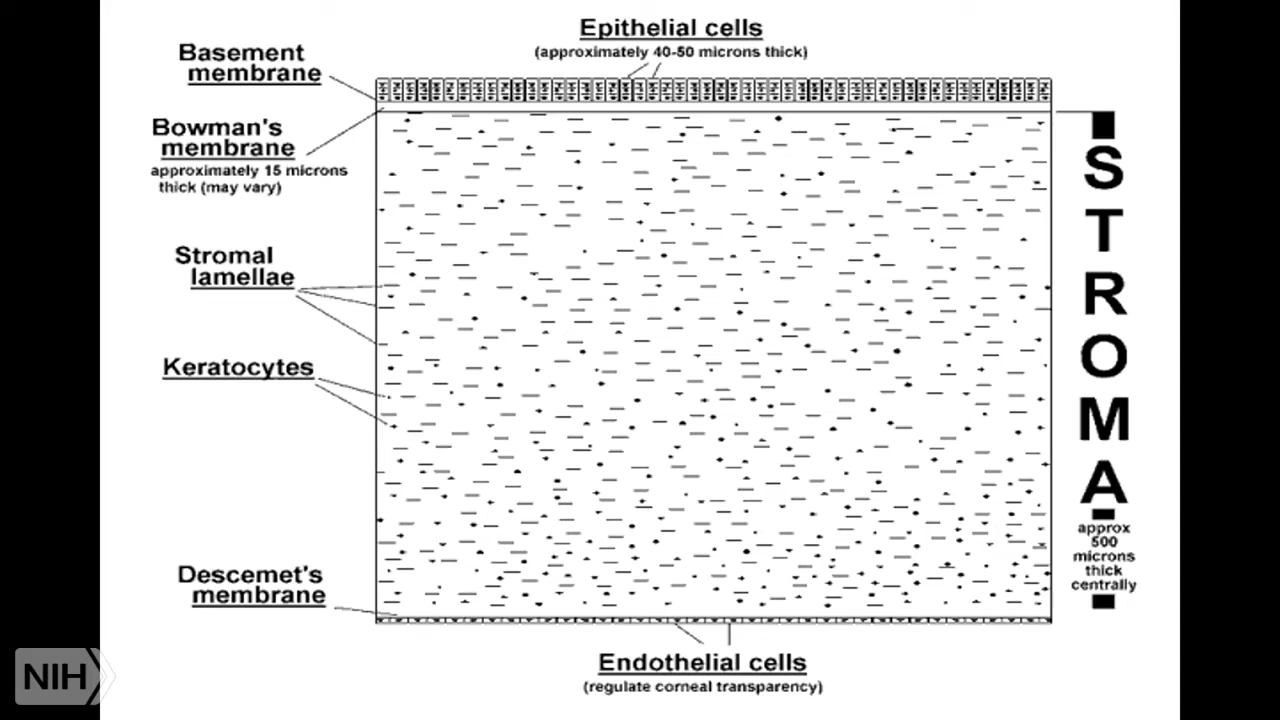 Epithelial cells
(approximately 40-50 microns thick)
Basement
membrane
Bowman's
membrane
approximately 15 microns
thick (may vary)
Stromal
lamellae
Keratocytes
Descemet's
membrane
STROMA
approx
500
microns
thick
centrally
Endothelial cells
(regulate corneal transparency)
NIH